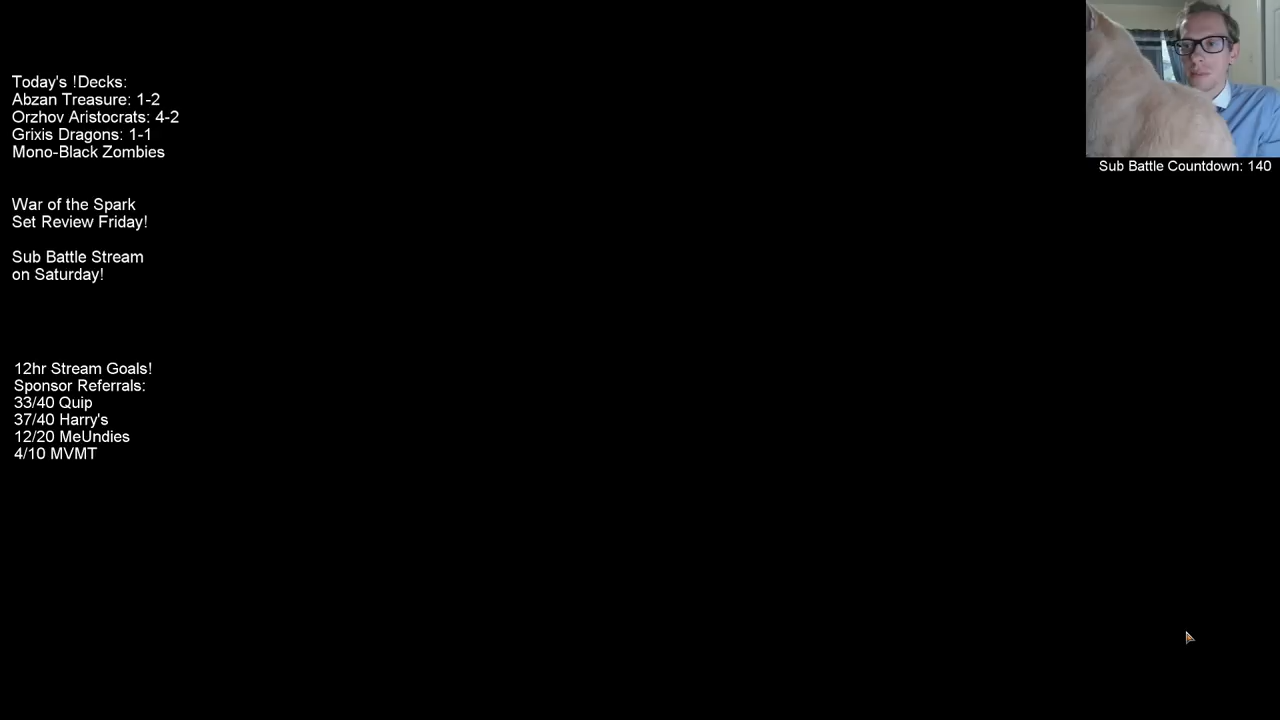 Today's !Decks:
Abzan Treasure: 1-2
Orzhov Aristocrats: 4-2
Grixis Dragons: 1-1
Mono-Black Zombies
War of the Spark
Set Review Friday!
Sub Battle Stream
on Saturday!
12hr Stream Goals!
Sponsor Referrals:
33/40 Quip
37/40 Harry's
12/20 MeUndies
4/10 MVMT
Sub Battle Countdown: 140